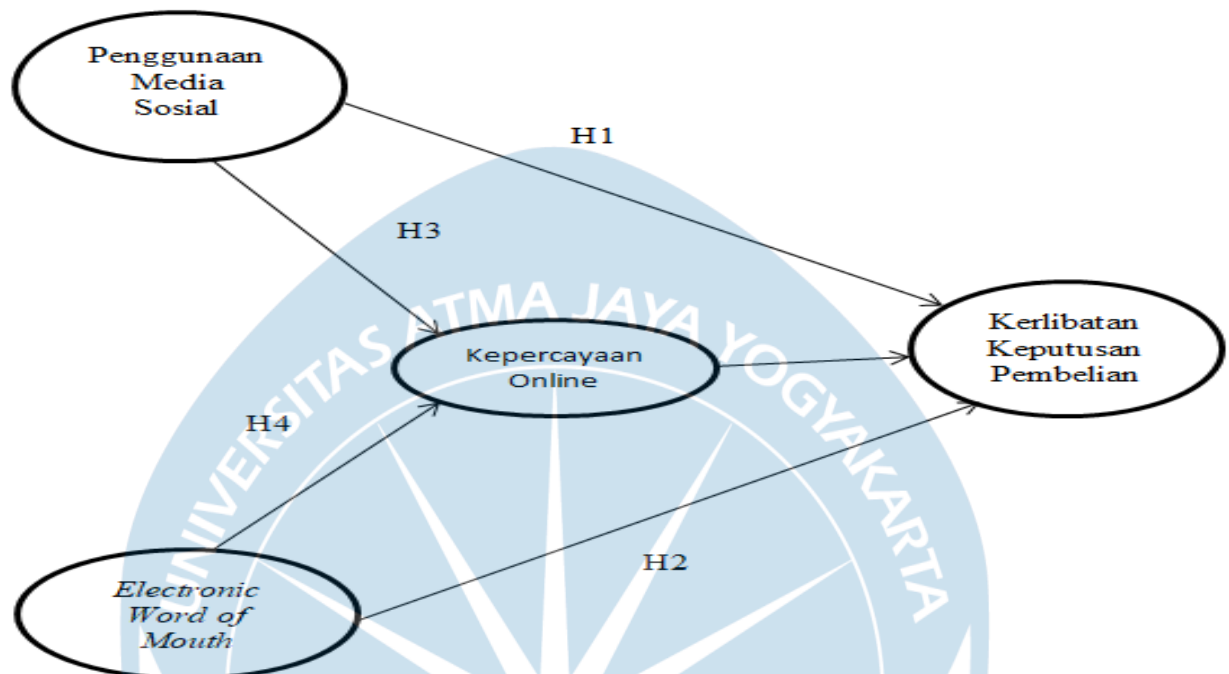 Penggunaan
Media
Sosial
H1
H3
UNIVERSITAS ATMA JAYA YOGYAKARTA
Kepercayaan
Online
Kerlibatan
Keputusan
Pembelian
H4
H2
Electronic
Word of
Mouth